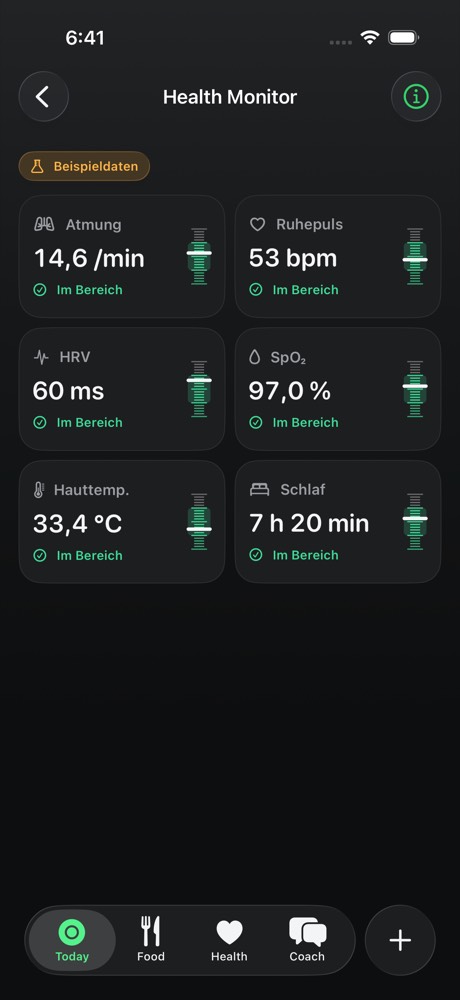 6:41
Health Monitor
Beispieldaten
Atmung
14,6 /min
Im Bereich
Ruhepuls
53 bpm
Im Bereich
HRV
60 ms
Im Bereich
SpO₂
97,0 %
Im Bereich
Hauttemp.
33,4 °C
Im Bereich
Schlaf
7 h 20 min
Im Bereich
Today
Food
Health
Coach